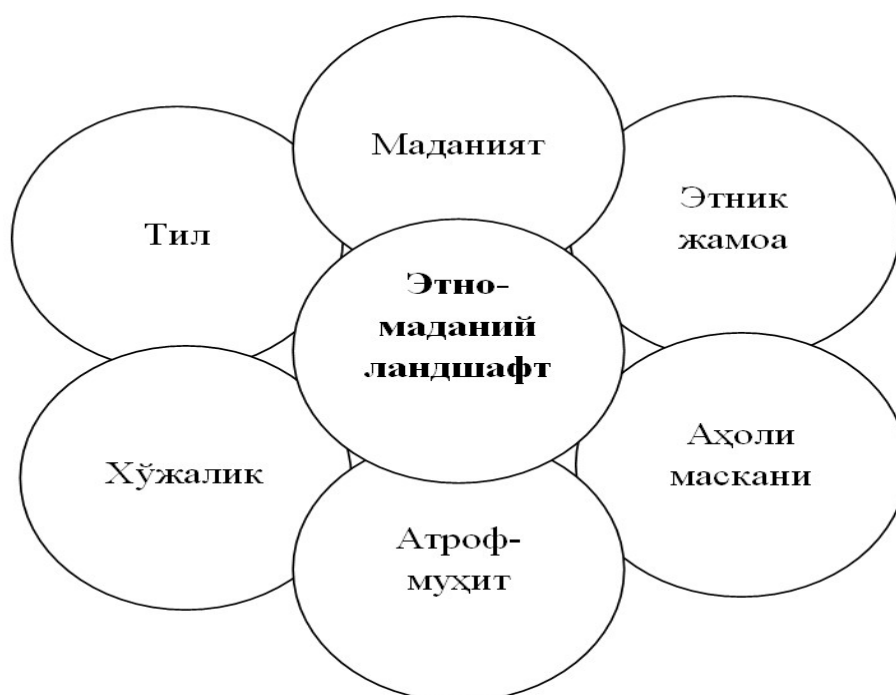 Маданият
Этник
жамоа
Тил
Этно-
маданий
ландшафт
Аҳоли
маскани
Хўжалик
Атроф-
муҳит